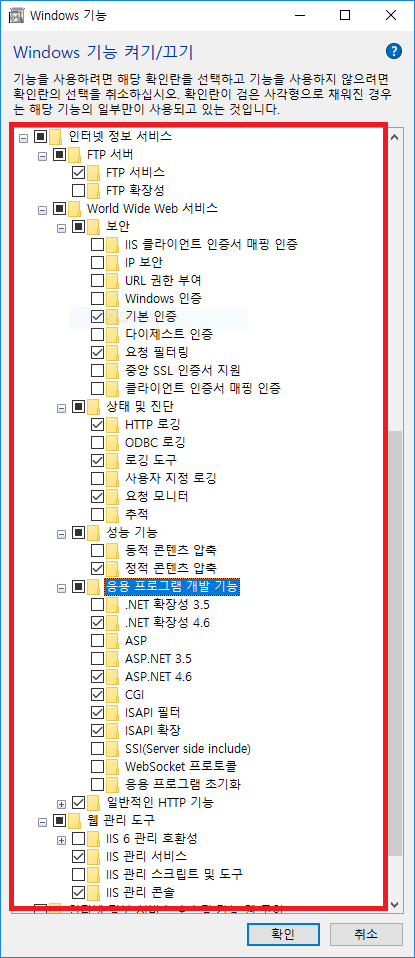 Windows 기능
Windows 기능 켜기/끄기
기능을 사용하려면 해당 확인란을 선택하고 기능을 사용하지 않으려면
확인란의 선택을 취소하십시오. 확인란이 검은 사각형으로 채워진 경우
는 해당 기능의 일부만이 사용되고 있는 것입니다.
인터넷 정보 서비스
FTP 서버
FTP 서비스
FTP 확장성
World Wide Web 서비스
보안
IIS 클라이언트 인증서 매핑 인증
IP 보안
URL 권한 부여
Windows 인증
기본 인증
다이제스트 인증
요청 필터링
중앙 SSL 인증서 지원
클라이언트 인증서 매핑 인증
상태 및 진단
HTTP 로깅
ODBC 로깅
로깅 도구
사용자 지정 로깅
요청 모니터
추적
성능 기능
동적 콘텐츠 압축
정적 콘텐츠 압축
응용 프로그램 개발 기능
.NET 확장성 3.5
.NET 확장성 4.6
ASP
ASP.NET 3.5
ASP.NET 4.6
CGI
ISAPI 필터
ISAPI 확장
SSI(Server side include)
WebSocket 프로토콜
응용 프로그램 초기화
일반적인 HTTP 기능
웹 관리 도구
IIS 6 관리 호환성
IIS 관리 서비스
IIS 관리 스크립트 및 도구
IIS 관리 콘솔
확인
취소